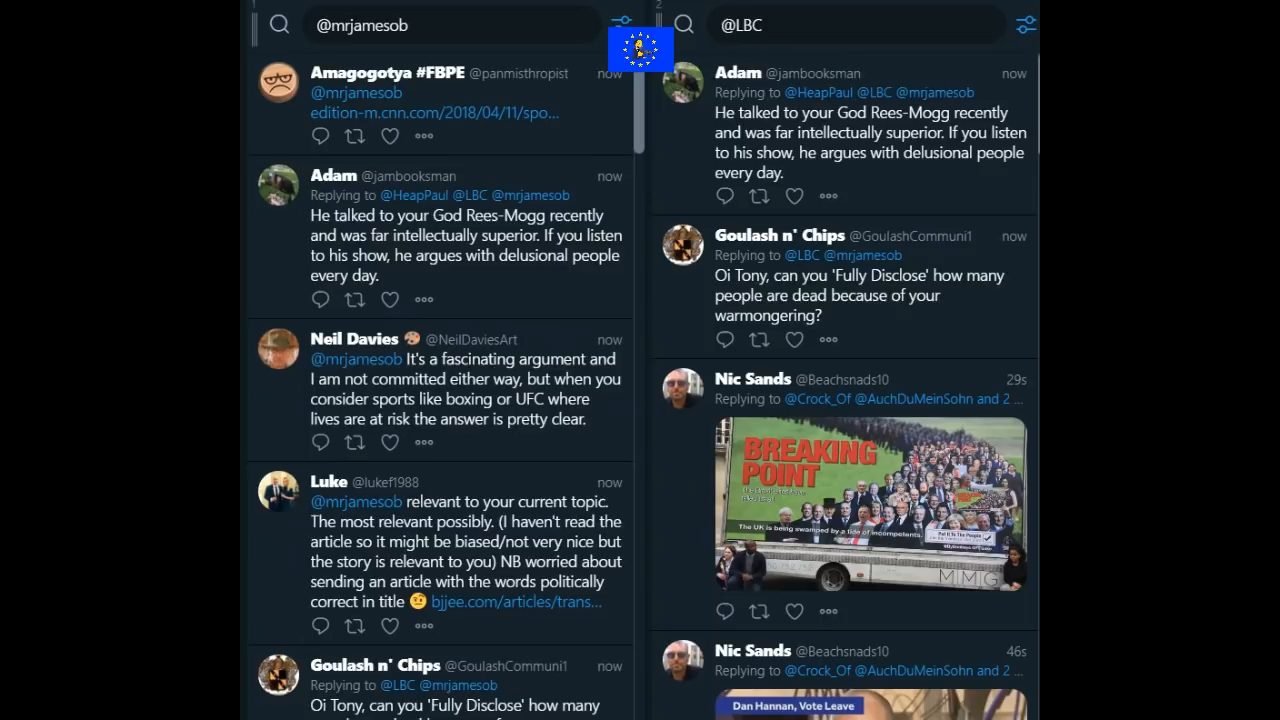 1
@mrjamesob
Amagogotya #FBPE @panmisthropist now
@mrjamesob
edition-m.cnn.com/2018/04/11/spo...
Adam @jambooksman now
Replying to @HeapPaul @LBC @mrjamesob
He talked to your God Rees-Mogg recently
and was far intellectually superior. If you listen
to his show, he argues with delusional people
every day.
Neil Davies @NeilDaviesArt now
@mrjamesob It's a fascinating argument and
I am not committed either way, but when you
consider sports like boxing or UFC where
lives are at risk the answer is pretty clear.
Luke @lukef1988 now
@mrjamesob relevant to your current topic.
The most relevant possibly. (I haven't read the
article so it might be biased/not very nice but
the story is relevant to you) NB worried about
sending an article with the words politically
correct in title 🤨 bjjee.com/articles/trans...
Goulash n' Chips @GoulashCommuni1 now
Replying to @LBC @mrjamesob
Oi Tony, can you 'Fully Disclose' how many
2
@LBC
Adam @jambooksman now
Replying to @HeapPaul @LBC @mrjamesob
He talked to your God Rees-Mogg recently
and was far intellectually superior. If you listen
to his show, he argues with delusional people
every day.
Goulash n' Chips @GoulashCommuni1 now
Replying to @LBC @mrjamesob
Oi Tony, can you 'Fully Disclose' how many
people are dead because of your
warmongering?
Nic Sands @Beachsnads10 29s
Replying to @Crock_Of @AuchDuMeinSohn and 2 ...
BREAKING
POINT
The UK is being swamped by a tide of incompetents.
Put It To The People
MIMIG
Nic Sands @Beachsnads10 46s
Replying to @Crock_Of @AuchDuMeinSohn and 2 ...
Dan Hannan, Vote Leave